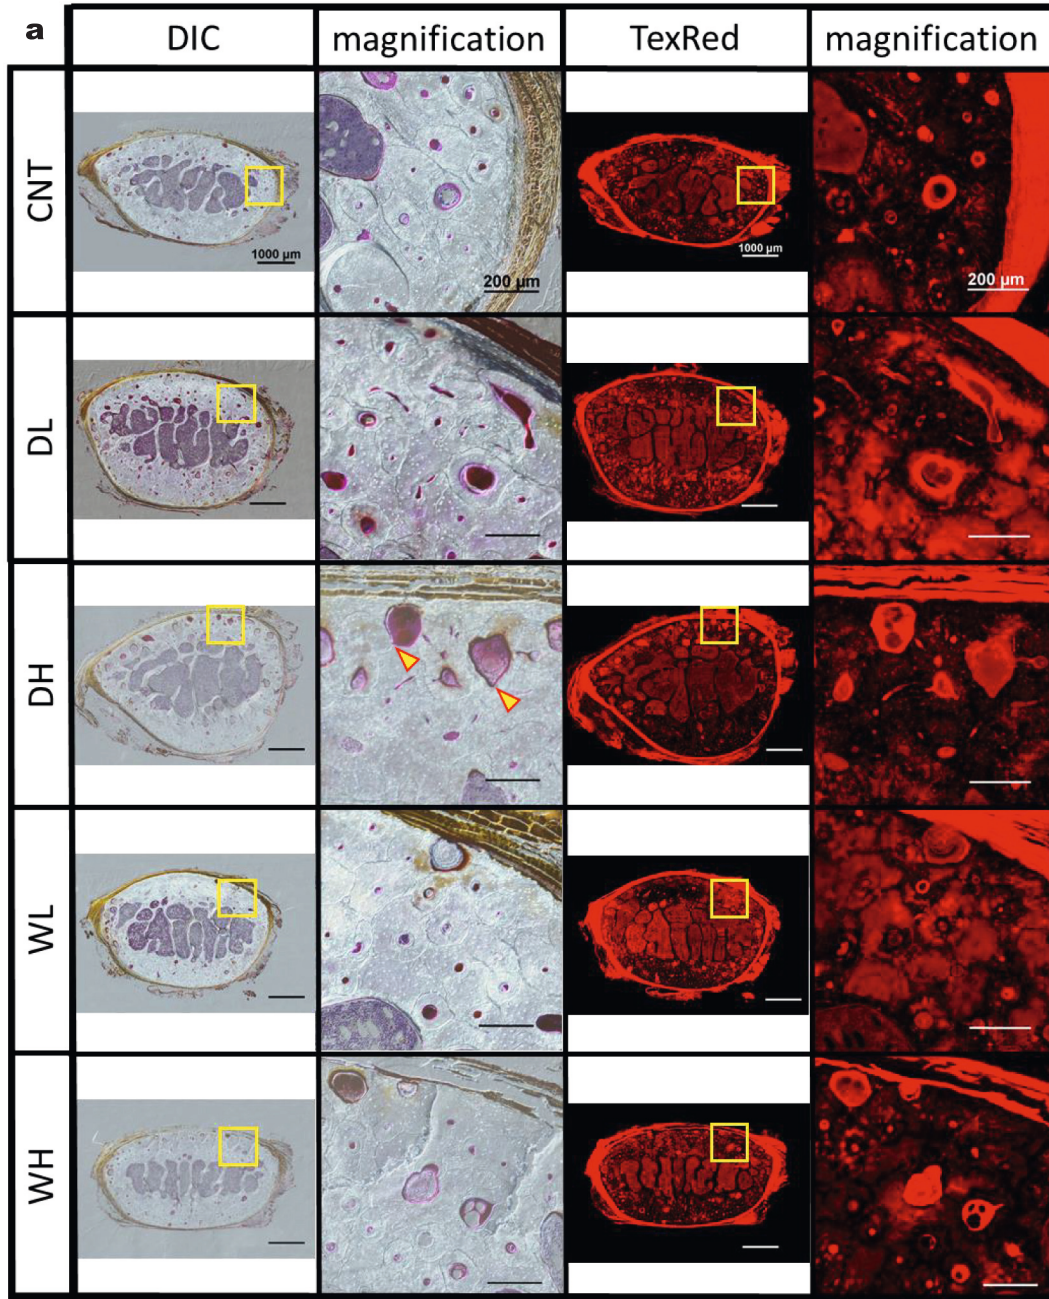 a
DIC magnification TexRed magnification
CNT
1000 µm
200 µm
1000 µm
200 µm
DL
DH
WL
WH